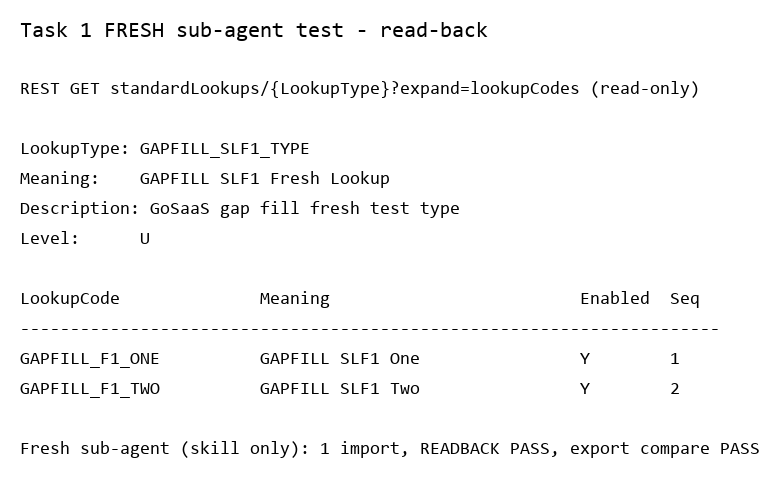 Task 1 FRESH sub-agent test - read-back
REST GET standardLookups/{LookupType}?expand=lookupCodes (read-only)
LookupType: GAPFILL_SLF1_TYPE
Meaning:    GAPFILL SLF1 Fresh Lookup
Description: GoSaaS gap fill fresh test type
Level:      U
LookupCode              Meaning                         Enabled  Seq
----------------------------------------------------------------------
GAPFILL_F1_ONE          GAPFILL SLF1 One                Y        1
GAPFILL_F1_TWO          GAPFILL SLF1 Two                Y        2
Fresh sub-agent (skill only): 1 import, READBACK PASS, export compare PASS